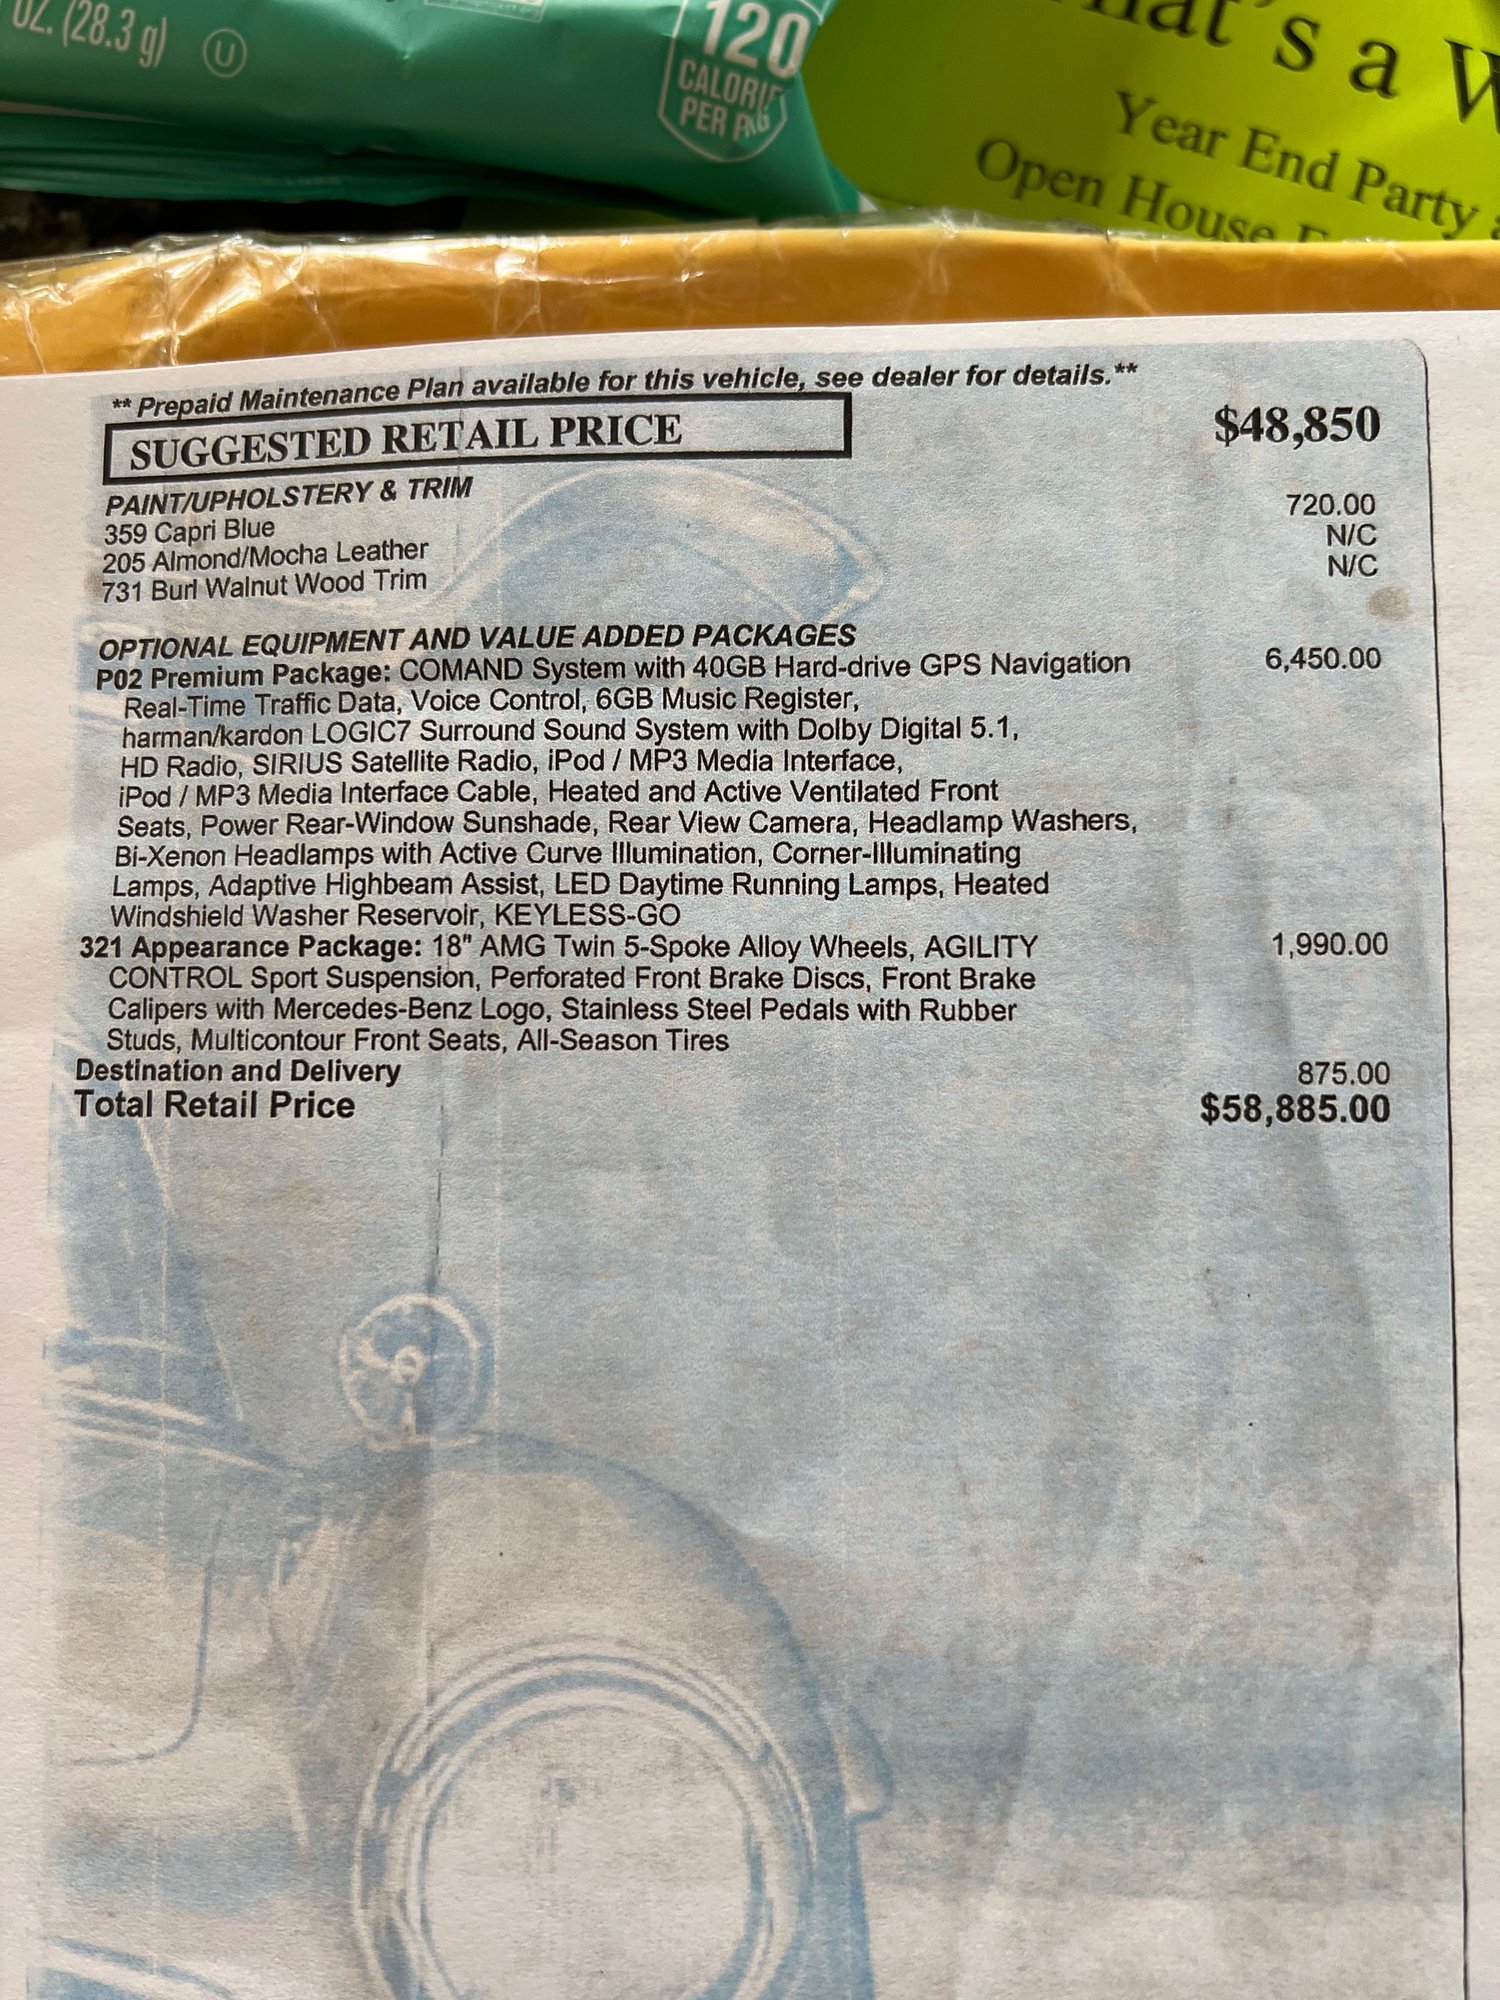 OZ. (28.3 g) U
120
CALORIE
PER PKG
at's a W
Year End Party
Open House
** Prepaid Maintenance Plan available for this vehicle, see dealer for details.**
SUGGESTED RETAIL PRICE $48,850
PAINT/UPHOLSTERY & TRIM
359 Capri Blue 720.00
205 Almond/Mocha Leather N/C
731 Burl Walnut Wood Trim N/C
OPTIONAL EQUIPMENT AND VALUE ADDED PACKAGES
P02 Premium Package: COMAND System with 40GB Hard-drive GPS Navigation 6,450.00
Real-Time Traffic Data, Voice Control, 6GB Music Register,
harman/kardon LOGIC7 Surround Sound System with Dolby Digital 5.1,
HD Radio, SIRIUS Satellite Radio, iPod / MP3 Media Interface,
iPod / MP3 Media Interface Cable, Heated and Active Ventilated Front
Seats, Power Rear-Window Sunshade, Rear View Camera, Headlamp Washers,
Bi-Xenon Headlamps with Active Curve Illumination, Corner-Illuminating
Lamps, Adaptive Highbeam Assist, LED Daytime Running Lamps, Heated
Windshield Washer Reservoir, KEYLESS-GO
321 Appearance Package: 18" AMG Twin 5-Spoke Alloy Wheels, AGILITY 1,990.00
CONTROL Sport Suspension, Perforated Front Brake Discs, Front Brake
Calipers with Mercedes-Benz Logo, Stainless Steel Pedals with Rubber
Studs, Multicontour Front Seats, All-Season Tires
Destination and Delivery 875.00
Total Retail Price $58,885.00